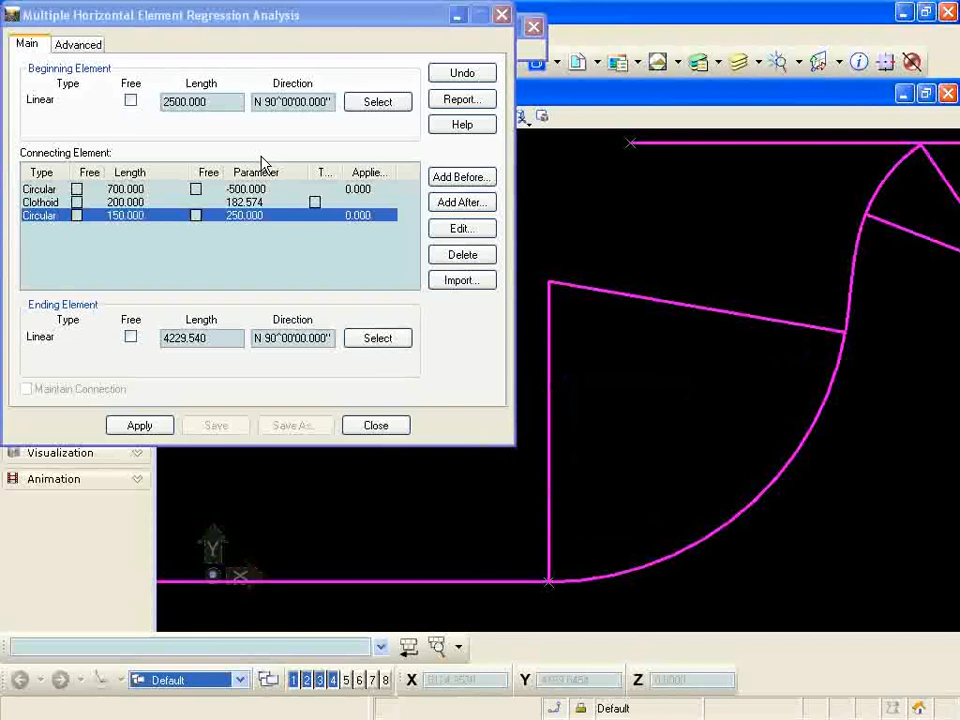 Multiple Horizontal Element Regression Analysis
Main
Advanced
Beginning Element
Type Free Length Direction
Linear 2500.000 N 90^00'00.000" Select
Undo
Report...
Help
Connecting Element:
Type Free Length Free Parameter T... Applie...
Circular 700.000 -500.000 0.000
Clothoid 200.000 182.574
Circular 150.000 250.000 0.000
Add Before...
Add After...
Edit...
Delete
Import...
Ending Element
Type Free Length Direction
Linear 4229.540 N 90^00'00.000" Select
Maintain Connection
Apply Save Save As... Close
Visualization
Animation
Y
X
Default 1 2 3 4 5 6 7 8 X Y Z 0.0000
Default